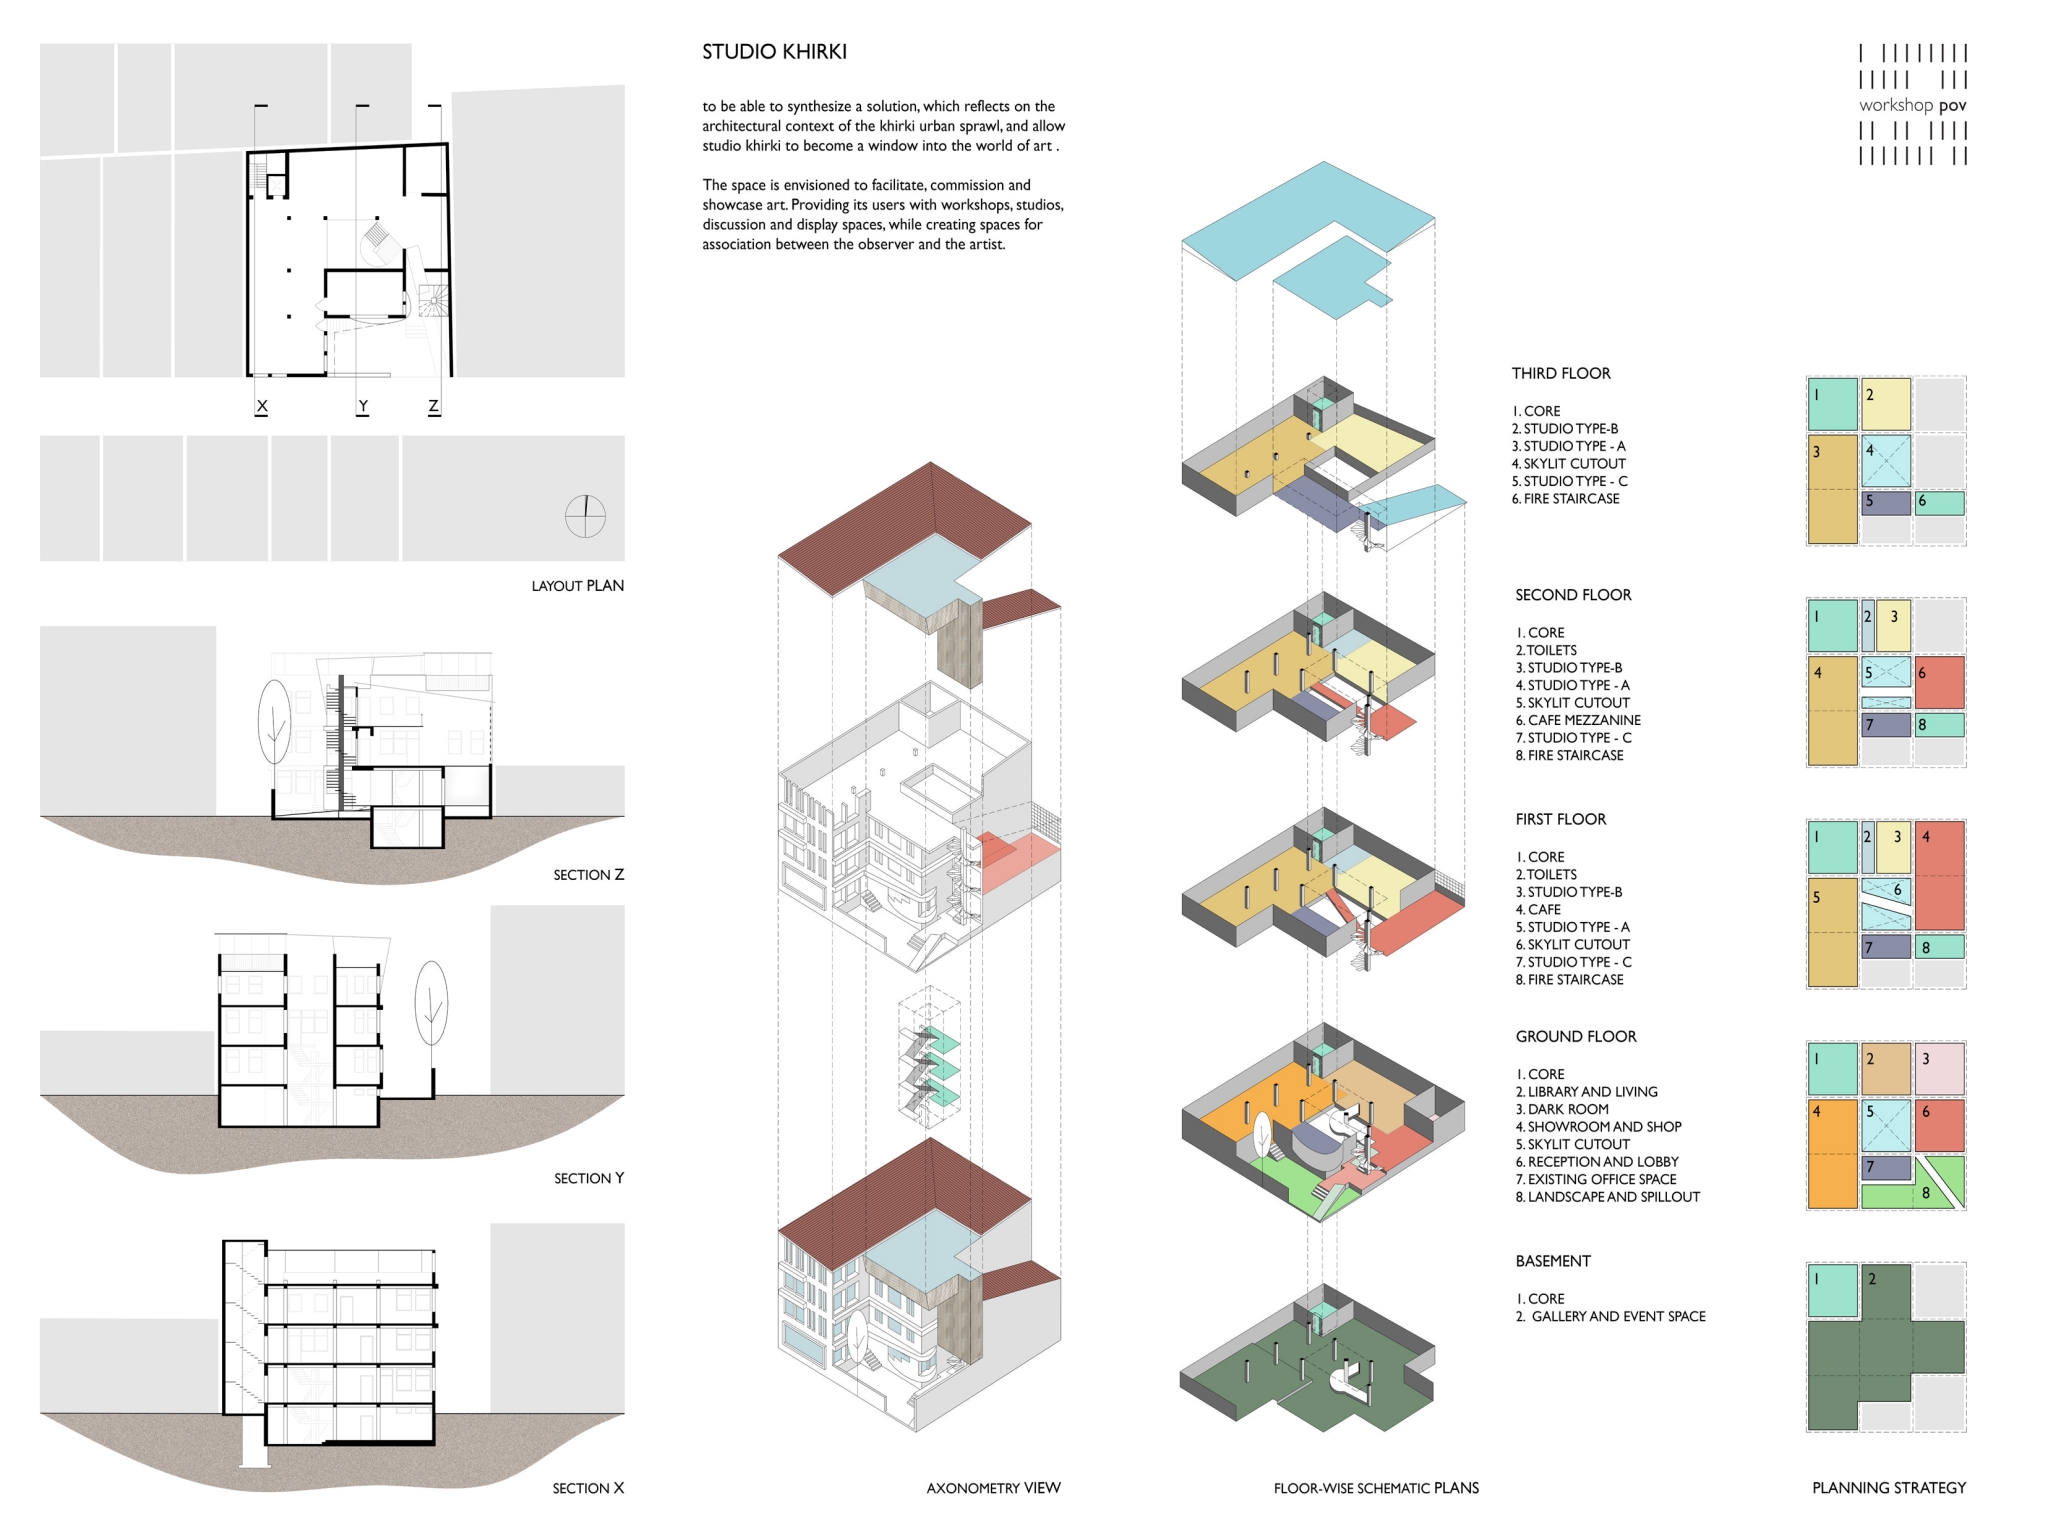 STUDIO KHIRKI
to be able to synthesize a solution, which reflects on the
architectural context of the khirki urban sprawl, and allow
studio khirki to become a window into the world of art .
The space is envisioned to facilitate, commission and
showcase art. Providing its users with workshops, studios,
discussion and display spaces, while creating spaces for
association between the observer and the artist.
workshop pov
X Y Z
LAYOUT PLAN
SECTION Z
SECTION Y
SECTION X
AXONOMETRY VIEW
THIRD FLOOR
1. CORE
2. STUDIO TYPE-B
3. STUDIO TYPE - A
4. SKYLIT CUTOUT
5. STUDIO TYPE - C
6. FIRE STAIRCASE
1 2
3 4
5 6
SECOND FLOOR
1. CORE
2. TOILETS
3. STUDIO TYPE-B
4. STUDIO TYPE - A
5. SKYLIT CUTOUT
6. CAFE MEZZANINE
7. STUDIO TYPE - C
8. FIRE STAIRCASE
1 2 3
4 5 6
7 8
FIRST FLOOR
1. CORE
2. TOILETS
3. STUDIO TYPE-B
4. CAFE
5. STUDIO TYPE - A
6. SKYLIT CUTOUT
7. STUDIO TYPE - C
8. FIRE STAIRCASE
1 2 3 4
5 6
7 8
GROUND FLOOR
1. CORE
2. LIBRARY AND LIVING
3. DARK ROOM
4. SHOWROOM AND SHOP
5. SKYLIT CUTOUT
6. RECEPTION AND LOBBY
7. EXISTING OFFICE SPACE
8. LANDSCAPE AND SPILLOUT
1 2 3
4 5 6
7
8
BASEMENT
1. CORE
2. GALLERY AND EVENT SPACE
1 2
FLOOR-WISE SCHEMATIC PLANS
PLANNING STRATEGY